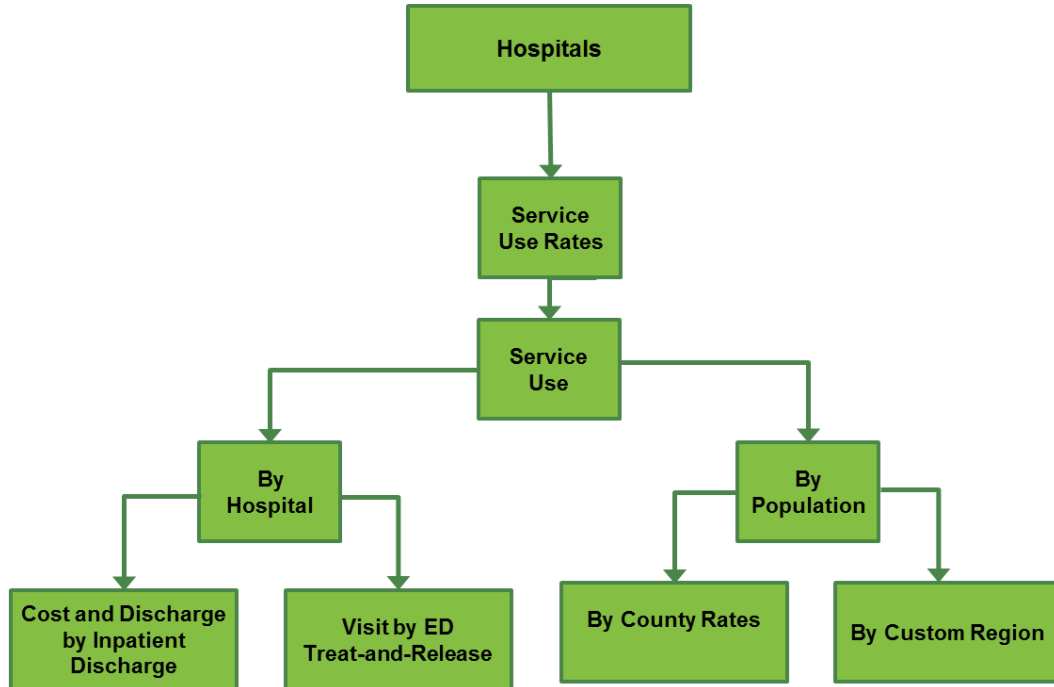 Hospitals
Service
Use Rates
Service
Use
By
Hospital
By
Population
Cost and Discharge
by Inpatient
Discharge
Visit by ED
Treat-and-Release
By County Rates
By Custom Region